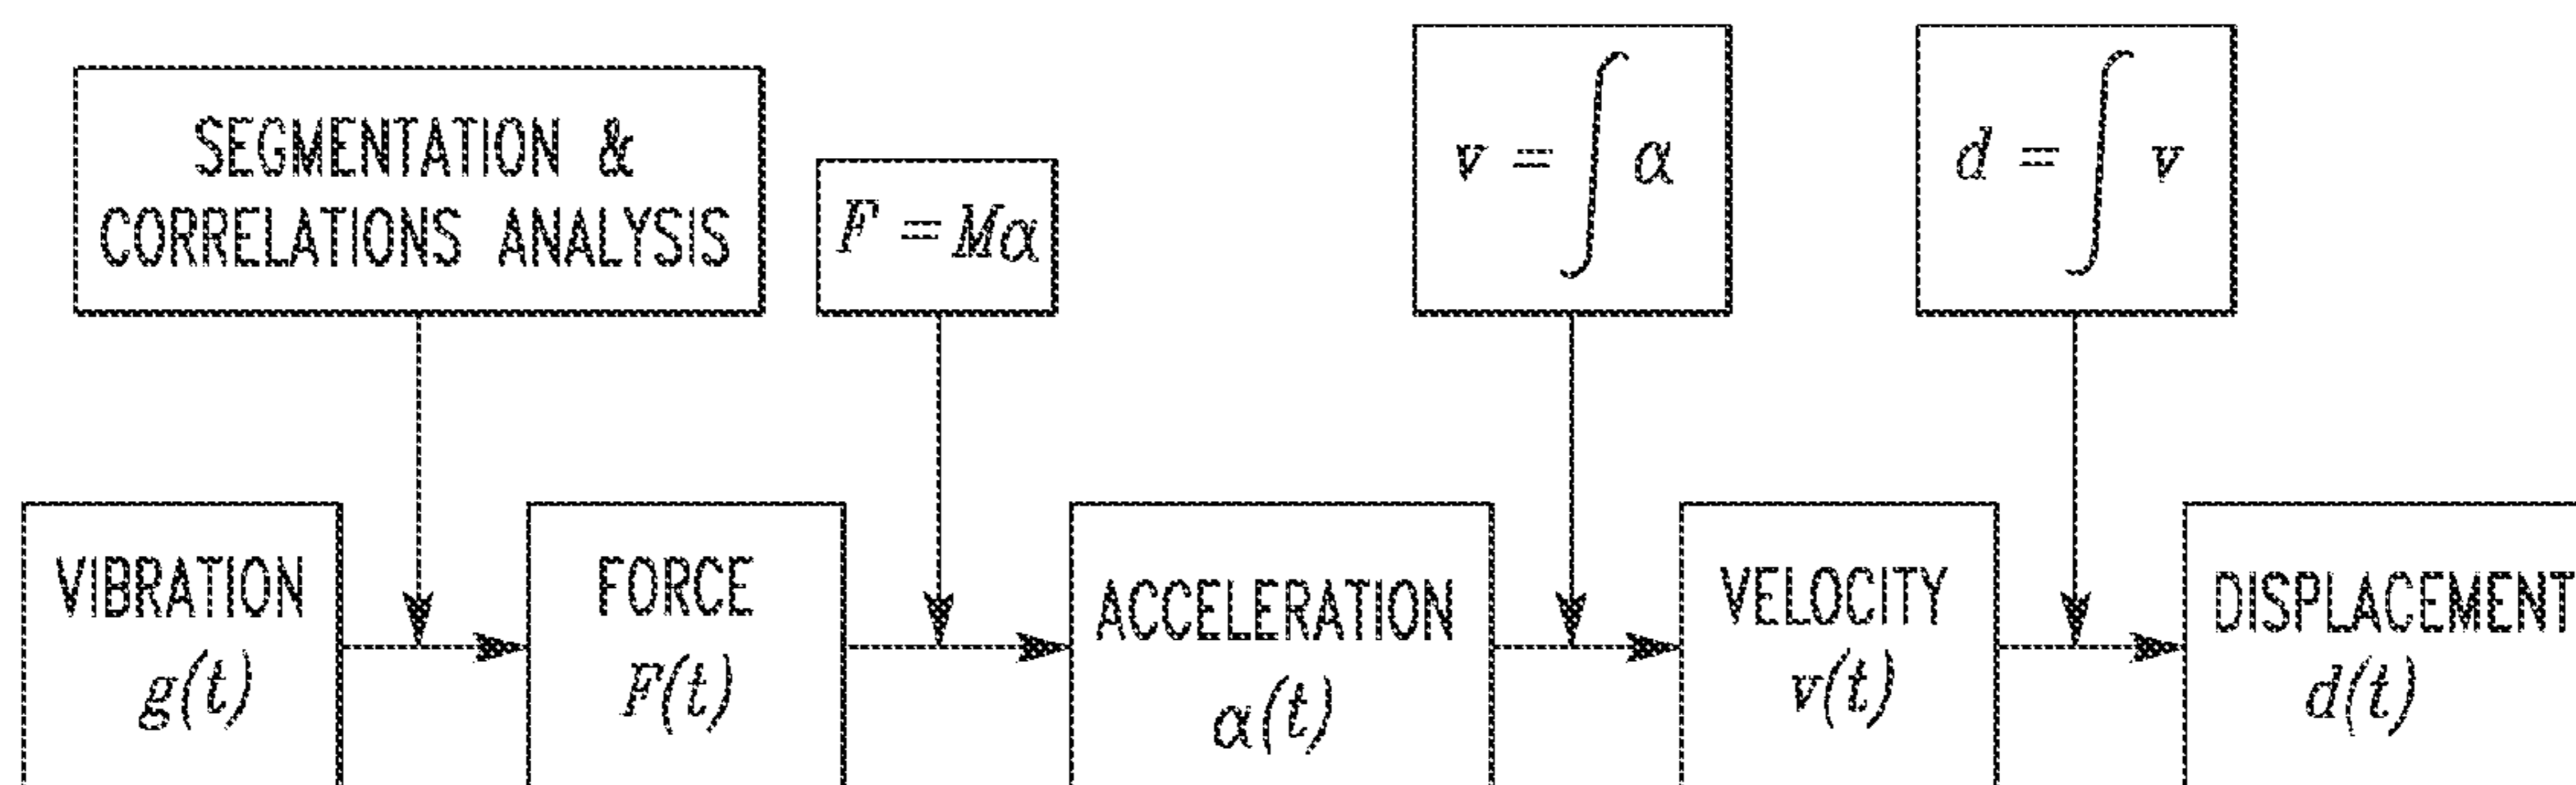 SEGMENTATION &
CORRELATIONS ANALYSIS
F = Mα
v = ∫ α
d = ∫ v
VIBRATION
g(t)
FORCE
F(t)
ACCELERATION
α(t)
VELOCITY
v(t)
DISPLACEMENT
d(t)